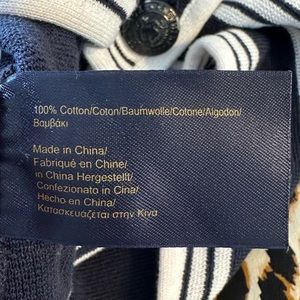 100% Cotton/Coton/Baumwolle/Cotone/Algodon/
Βαμβάκι
Made in China/
Fabriqué en Chine/
in China Hergestellt/
Confezionato in Cina/
Hecho en China/
Κατασκευάζεται στην Κίνα